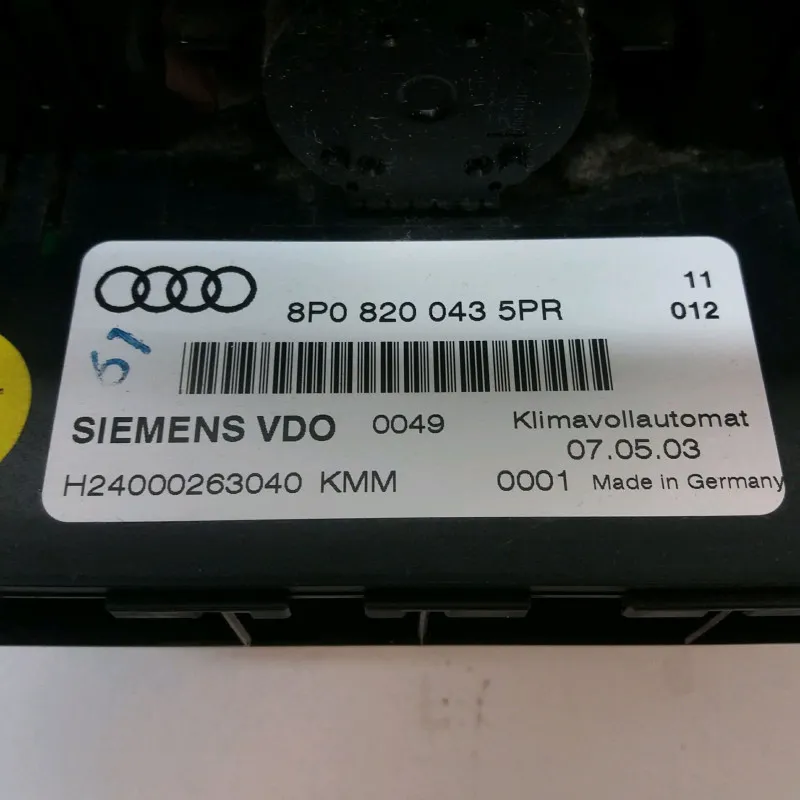 8P0 820 043 5PR
11
012
51
SIEMENS VDO 0049 Klimavollautomat
07.05.03
H24000263040 KMM 0001 Made in Germany